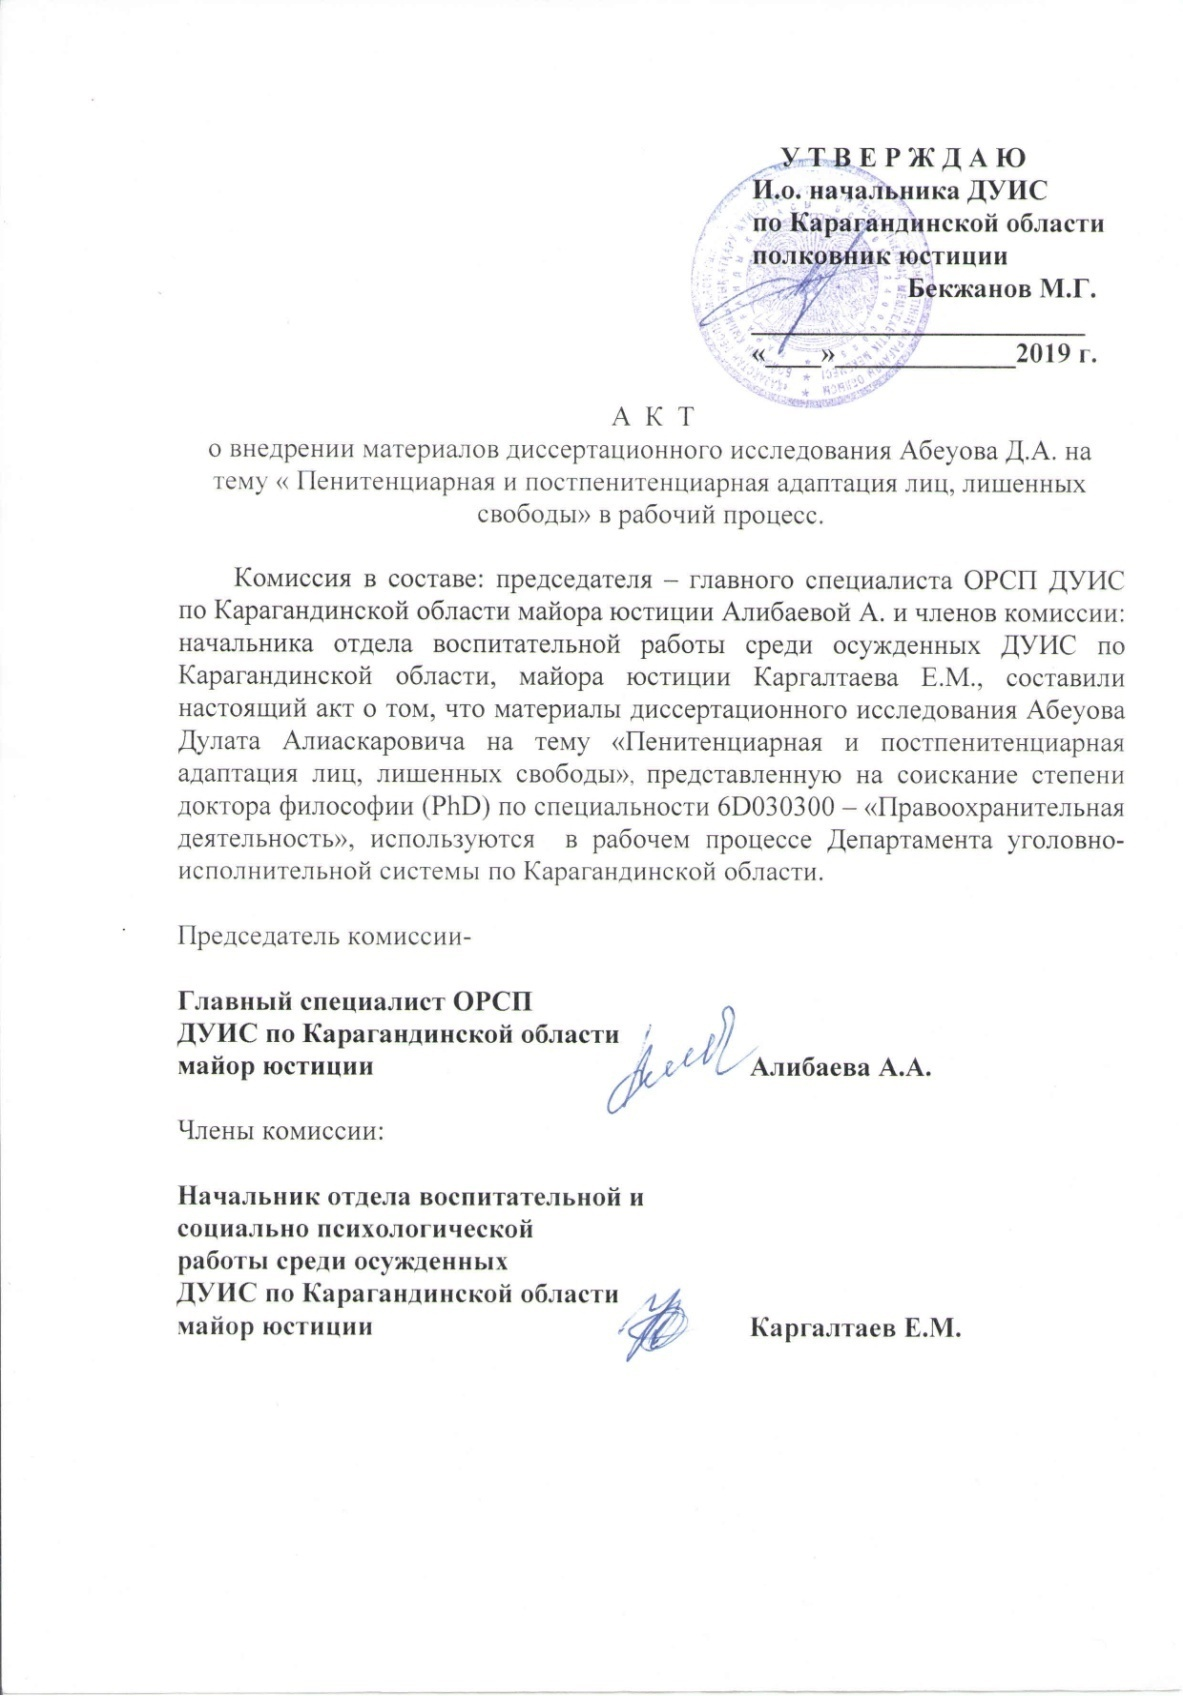 У Т В Е Р Ж Д А Ю
И.о. начальника ДУИС
по Карагандинской области
полковник юстиции
Бекжанов М.Г.
«____»_____________2019 г.
А К Т
о внедрении материалов диссертационного исследования Абеуова Д.А. на
тему « Пенитенциарная и постпенитенциарная адаптация лиц, лишенных
свободы» в рабочий процесс.
Комиссия в составе: председателя – главного специалиста ОРСП ДУИС
по Карагандинской области майора юстиции Алибаевой А. и членов комиссии:
начальника отдела воспитательной работы среди осужденных ДУИС по
Карагандинской области, майора юстиции Каргалтаева Е.М., составили
настоящий акт о том, что материалы диссертационного исследования Абеуова
Дулата Алиаскаровича на тему «Пенитенциарная и постпенитенциарная
адаптация лиц, лишенных свободы», представленную на соискание степени
доктора философии (PhD) по специальности 6D030300 – «Правоохранительная
деятельность», используются в рабочем процессе Департамента уголовно-
исполнительной системы по Карагандинской области.
Председатель комиссии-
Главный специалист ОРСП
ДУИС по Карагандинской области
майор юстиции Алибаева А.А.
Члены комиссии:
Начальник отдела воспитательной и
социально психологической
работы среди осужденных
ДУИС по Карагандинской области
майор юстиции Каргалтаев Е.М.